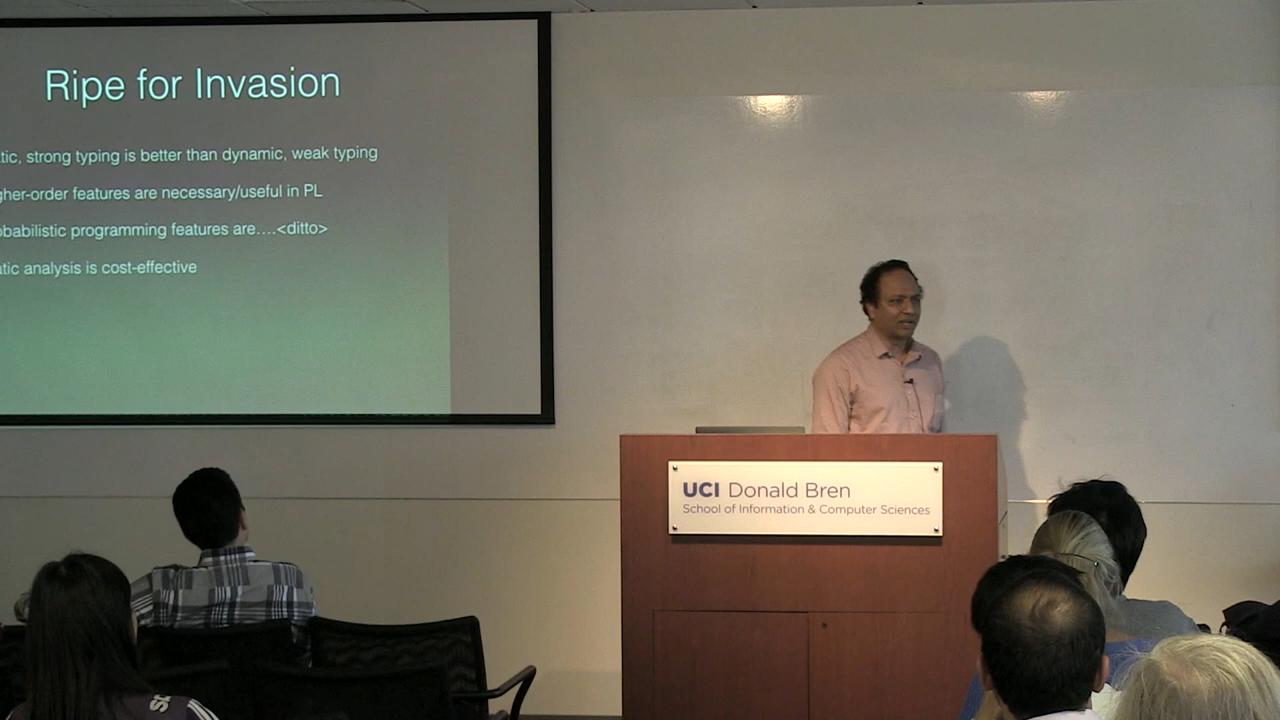 Ripe for Invasion
tic, strong typing is better than dynamic, weak typing
gher-order features are necessary/useful in PL
obabilistic programming features are....<ditto>
atic analysis is cost-effective
UCI Donald Bren
School of Information & Computer Sciences